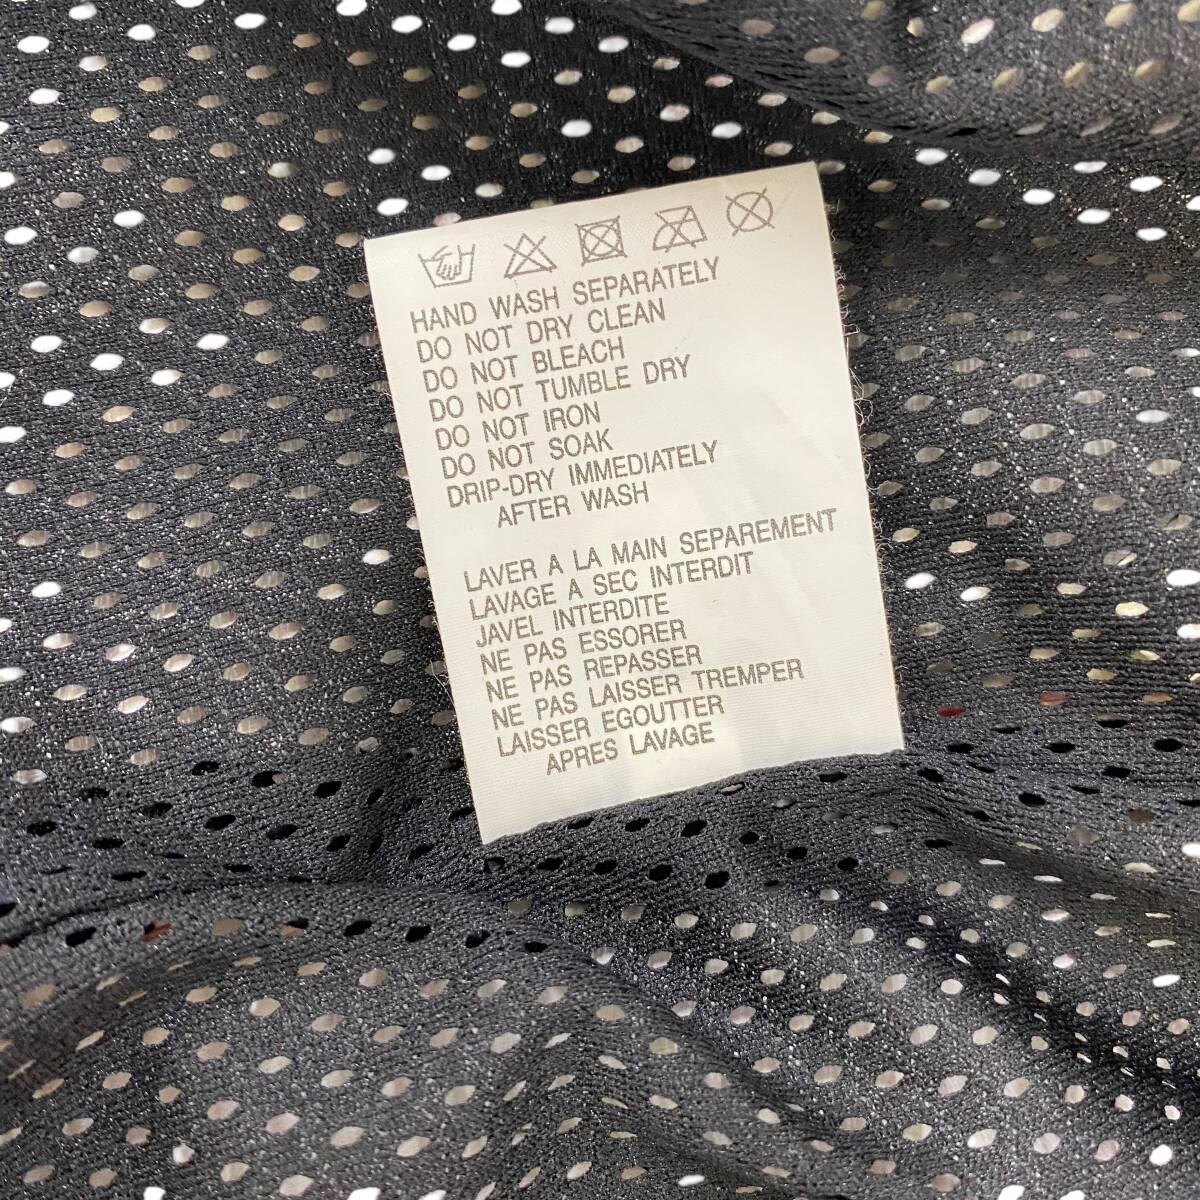 HAND WASH SEPARATELY
DO NOT DRY CLEAN
DO NOT BLEACH
DO NOT TUMBLE DRY
DO NOT IRON
DO NOT SOAK
DRIP-DRY IMMEDIATELY
AFTER WASH
LAVER A LA MAIN SEPAREMENT
LAVAGE A SEC INTERDIT
JAVEL INTERDITE
NE PAS ESSORER
NE PAS REPASSER
NE PAS LAISSER TREMPER
LAISSER EGOUTTER
APRES LAVAGE